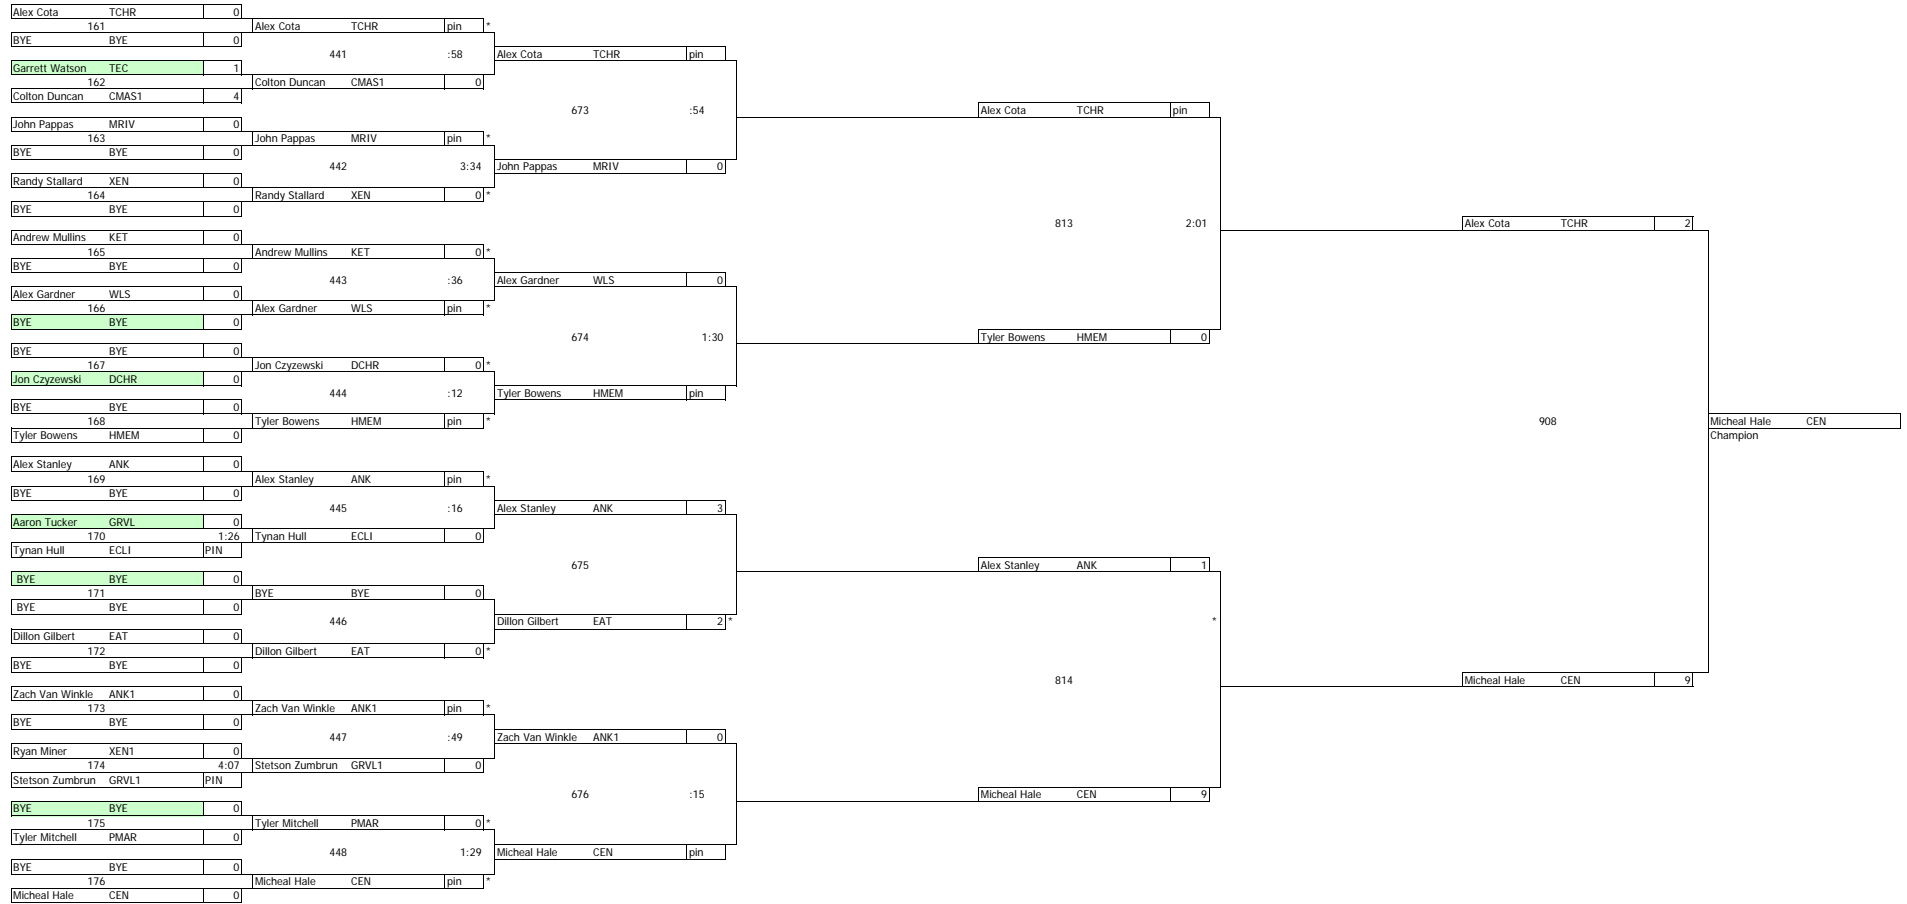 Alex Cota TCHR 0
161 Alex Cota TCHR pin *
BYE BYE 0
441 :58 Alex Cota TCHR pin
Garrett Watson TEC 1
162 Colton Duncan CMAS1 0
Colton Duncan CMAS1 4
673 :54 Alex Cota TCHR pin
John Pappas MRIV 0
163 John Pappas MRIV pin *
BYE BYE 0
442 3:34 John Pappas MRIV 0
Randy Stallard XEN 0
164 Randy Stallard XEN 0 *
BYE BYE 0
813 2:01 Alex Cota TCHR 2
Andrew Mullins KET 0
165 Andrew Mullins KET 0 *
BYE BYE 0
443 :36 Alex Gardner WLS 0
Alex Gardner WLS 0
166 Alex Gardner WLS pin *
BYE BYE 0
674 1:30 Tyler Bowens HMEM 0
BYE BYE 0
167 Jon Czyzewski DCHR 0 *
Jon Czyzewski DCHR 0
444 :12 Tyler Bowens HMEM pin
BYE BYE 0
168 Tyler Bowens HMEM pin *
908 Micheal Hale CEN
Tyler Bowens HMEM 0
Champion
Alex Stanley ANK 0
169 Alex Stanley ANK pin *
BYE BYE 0
445 :16 Alex Stanley ANK 3
Aaron Tucker GRVL 0
170 1:26 Tynan Hull ECLI 0
Tynan Hull ECLI PIN
675 Alex Stanley ANK 1
BYE BYE 0
171 BYE BYE 0
BYE BYE 0
446 Dillon Gilbert EAT 2 * *
Dillon Gilbert EAT 0
172 Dillon Gilbert EAT 0 *
BYE BYE 0
814 Micheal Hale CEN 9
Zach Van Winkle ANK1 0
173 Zach Van Winkle ANK1 pin *
BYE BYE 0
447 :49 Zach Van Winkle ANK1 0
Ryan Miner XEN1 0
174 4:07 Stetson Zumbrun GRVL1 0
Stetson Zumbrun GRVL1 PIN
676 :15 Micheal Hale CEN 9
BYE BYE 0
175 Tyler Mitchell PMAR 0 *
Tyler Mitchell PMAR 0
448 1:29 Micheal Hale CEN pin
BYE BYE 0
176 Micheal Hale CEN pin *
Micheal Hale CEN 0